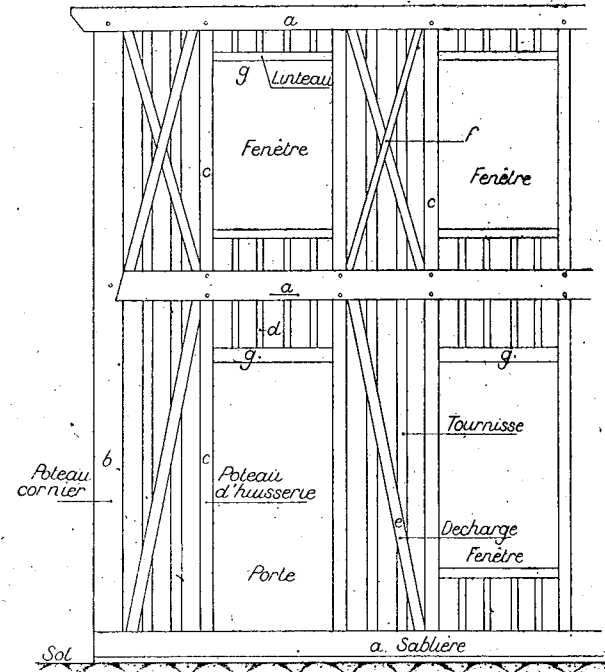 a
g
Linteau
f
Fenêtre
Fenêtre
c
c
a
d
g.
g.
b
c
Tournisse
Poteau
cornier
Poteau
d'huisserie
e
Decharge
Fenêtre
Porte
a. Sablière
Sol